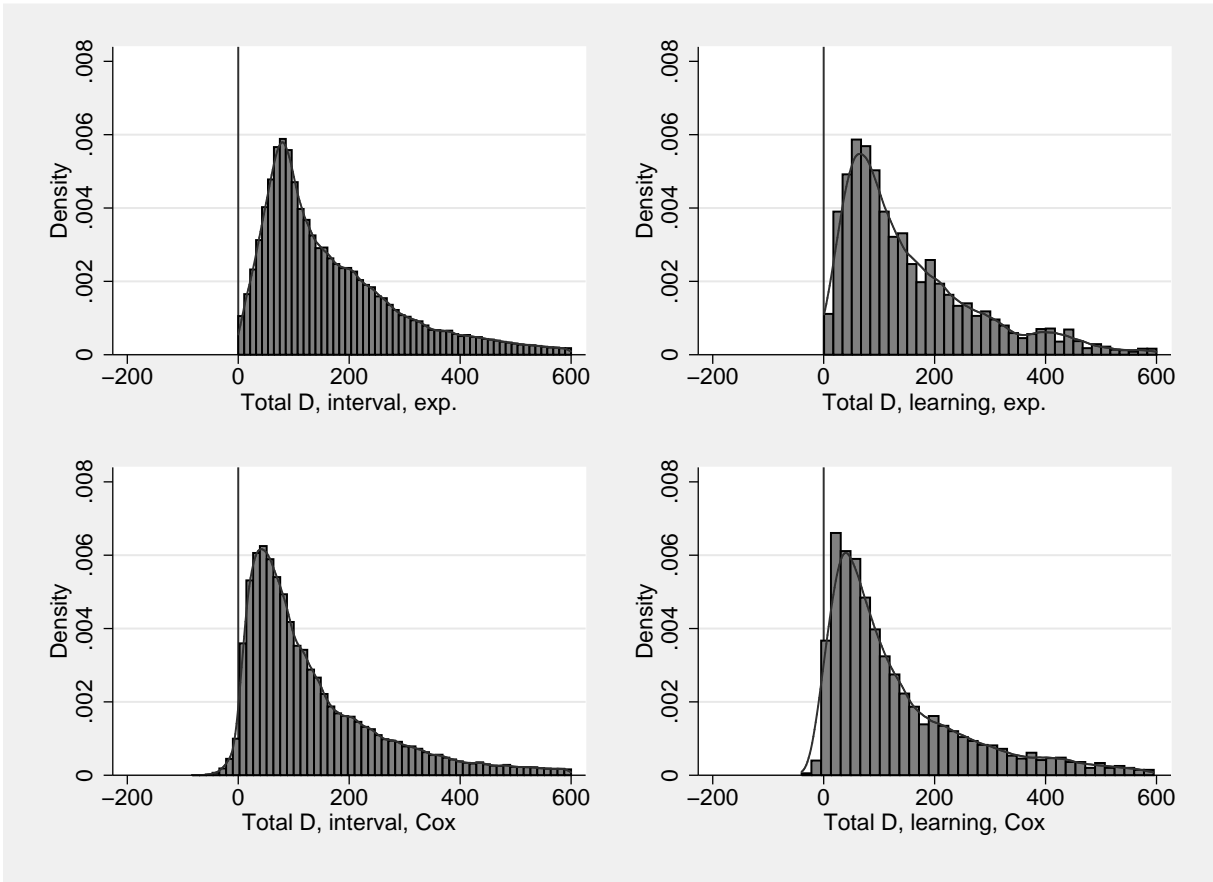 .008
.006
.004
.002
0
Density
−200 0 200 400 600
Total D, interval, exp.
.008
.006
.004
.002
0
Density
−200 0 200 400 600
Total D, learning, exp.
.008
.006
.004
.002
0
Density
−200 0 200 400 600
Total D, interval, Cox
.008
.006
.004
.002
0
Density
−200 0 200 400 600
Total D, learning, Cox